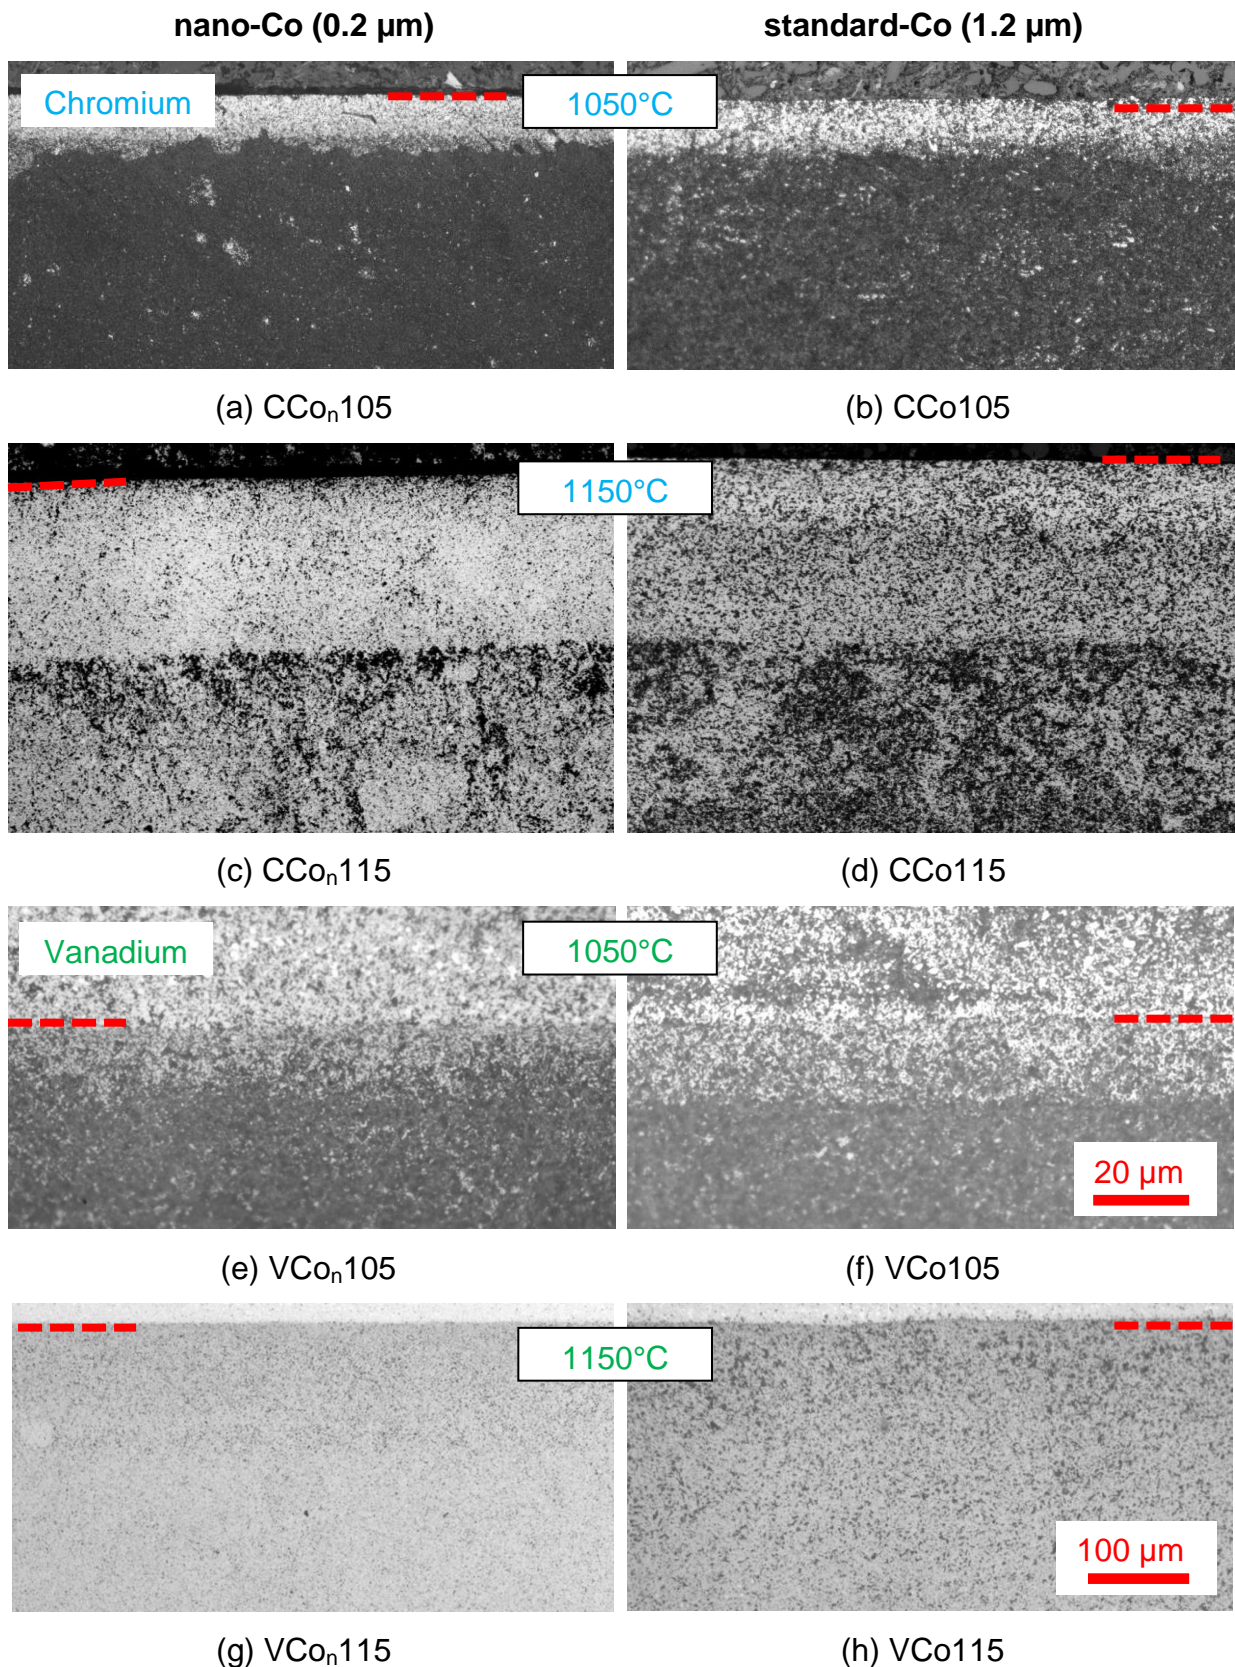 nano-Co (0.2 µm) standard-Co (1.2 µm)
Chromium 1050°C
(a) CCoₙ105 (b) CCo105
1150°C
(c) CCoₙ115 (d) CCo115
Vanadium 1050°C
20 µm
(e) VCoₙ105 (f) VCo105
1150°C
100 µm
(g) VCoₙ115 (h) VCo115